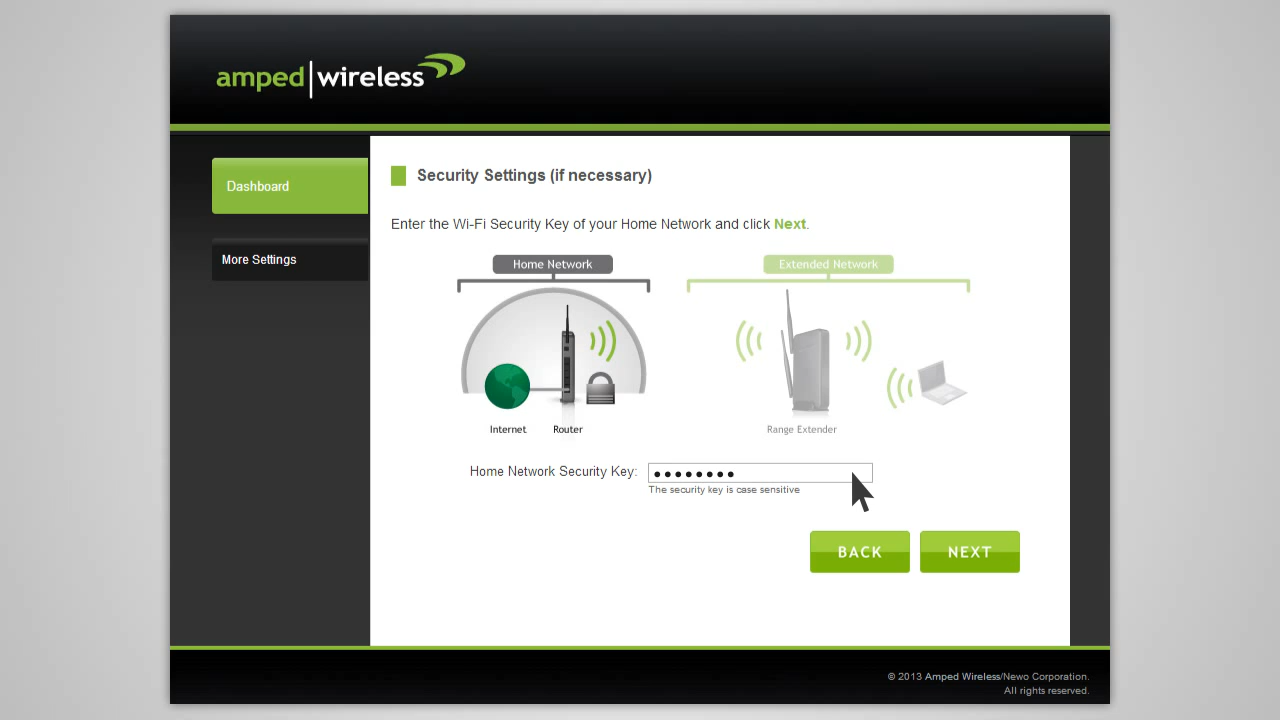 amped wireless
Dashboard
More Settings
Security Settings (if necessary)
Enter the Wi-Fi Security Key of your Home Network and click Next.
Home Network
Extended Network
Internet
Router
Range Extender
Home Network Security Key:
The security key is case sensitive
BACK
NEXT
© 2013 Amped Wireless/Newo Corporation.
All rights reserved.